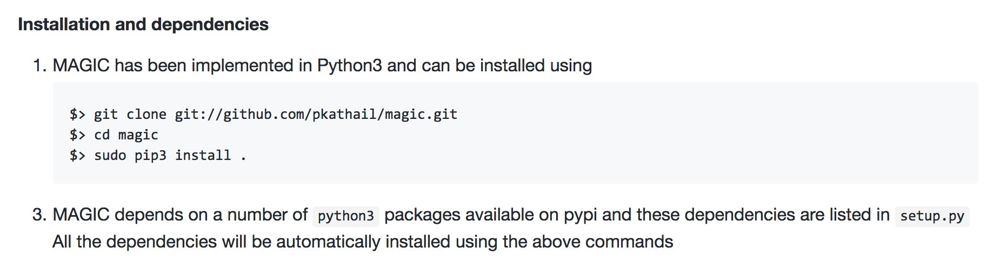 Installation and dependencies
1. MAGIC has been implemented in Python3 and can be installed using
$> git clone git://github.com/pkathail/magic.git
$> cd magic
$> sudo pip3 install .
3. MAGIC depends on a number of python3 packages available on pypi and these dependencies are listed in setup.py
All the dependencies will be automatically installed using the above commands